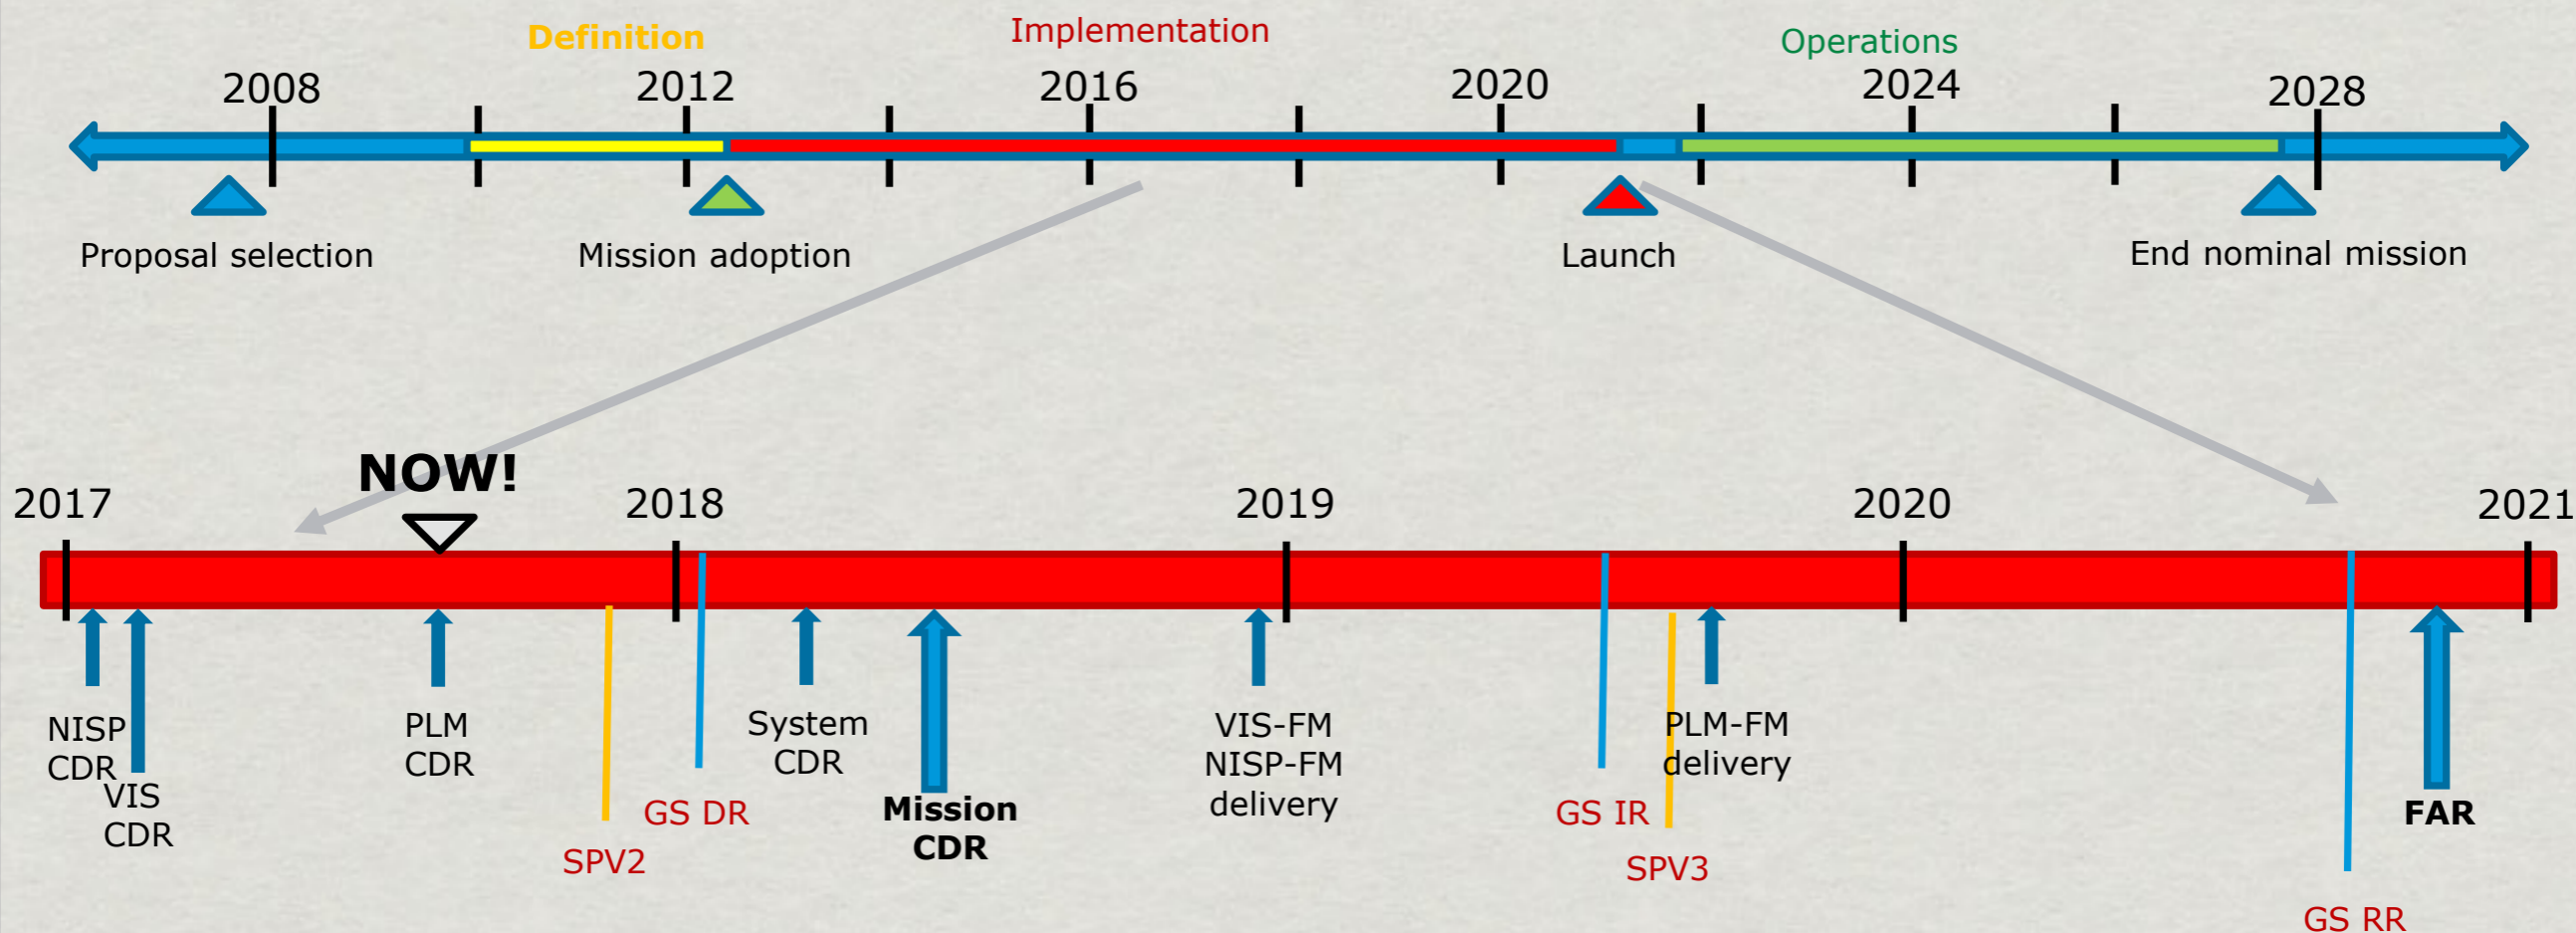 Definition
Implementation
Operations
2008
2012
2016
2020
2024
2028
Proposal selection
Mission adoption
Launch
End nominal mission
NOW!
2017
2018
2019
2020
2021
NISP
CDR
VIS
CDR
PLM
CDR
SPV2
GS DR
System
CDR
Mission
CDR
VIS-FM
NISP-FM
delivery
GS IR
SPV3
PLM-FM
delivery
GS RR
FAR